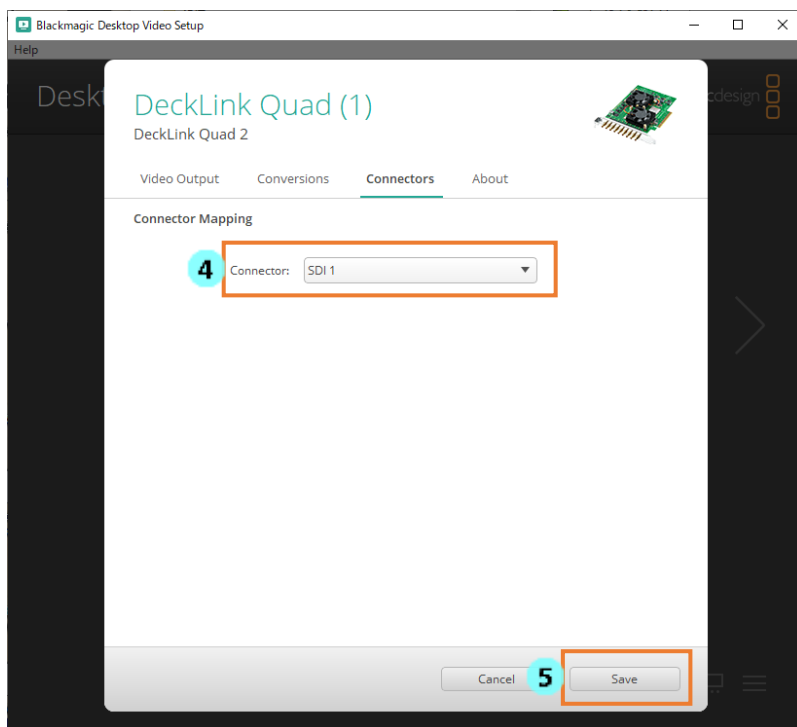 Blackmagic Desktop Video Setup
Help
Deskt
cdesign
DeckLink Quad (1)
DeckLink Quad 2
Video Output Conversions Connectors About
Connector Mapping
4 Connector: SDI 1
Cancel 5 Save